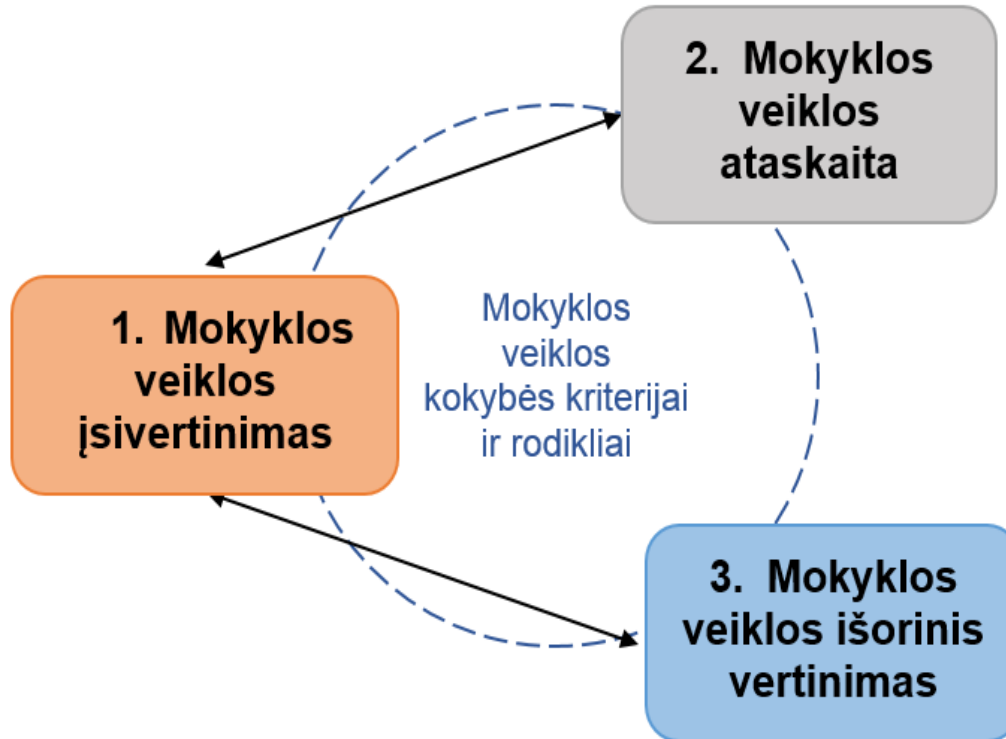 1. Mokyklos
veiklos
įsivertinimas
2. Mokyklos
veiklos
ataskaita
3. Mokyklos
veiklos išorinis
vertinimas
Mokyklos
veiklos
kokybės kriterijai
ir rodikliai